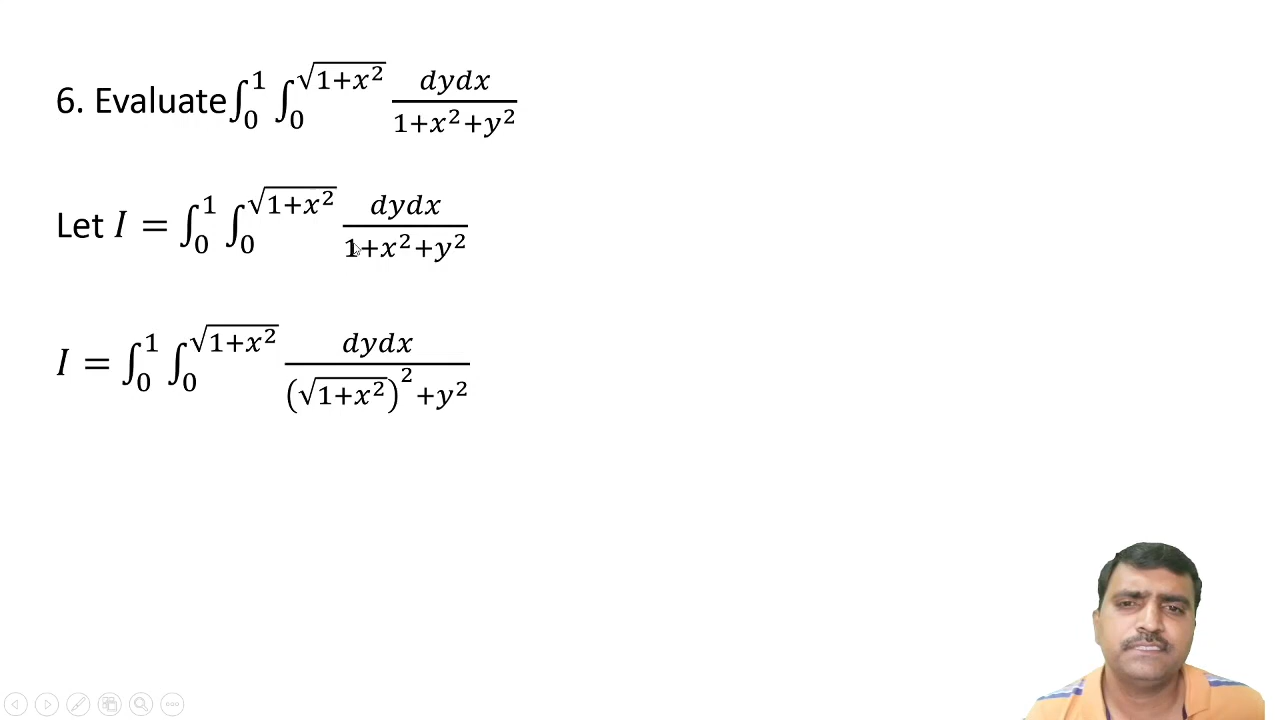 6. Evaluate ∫₀¹ ∫₀^√(1+x²) dydx/(1+x²+y²)
Let I = ∫₀¹ ∫₀^√(1+x²) dydx/(1+x²+y²)
I = ∫₀¹ ∫₀^√(1+x²) dydx/((√(1+x²))²+y²)